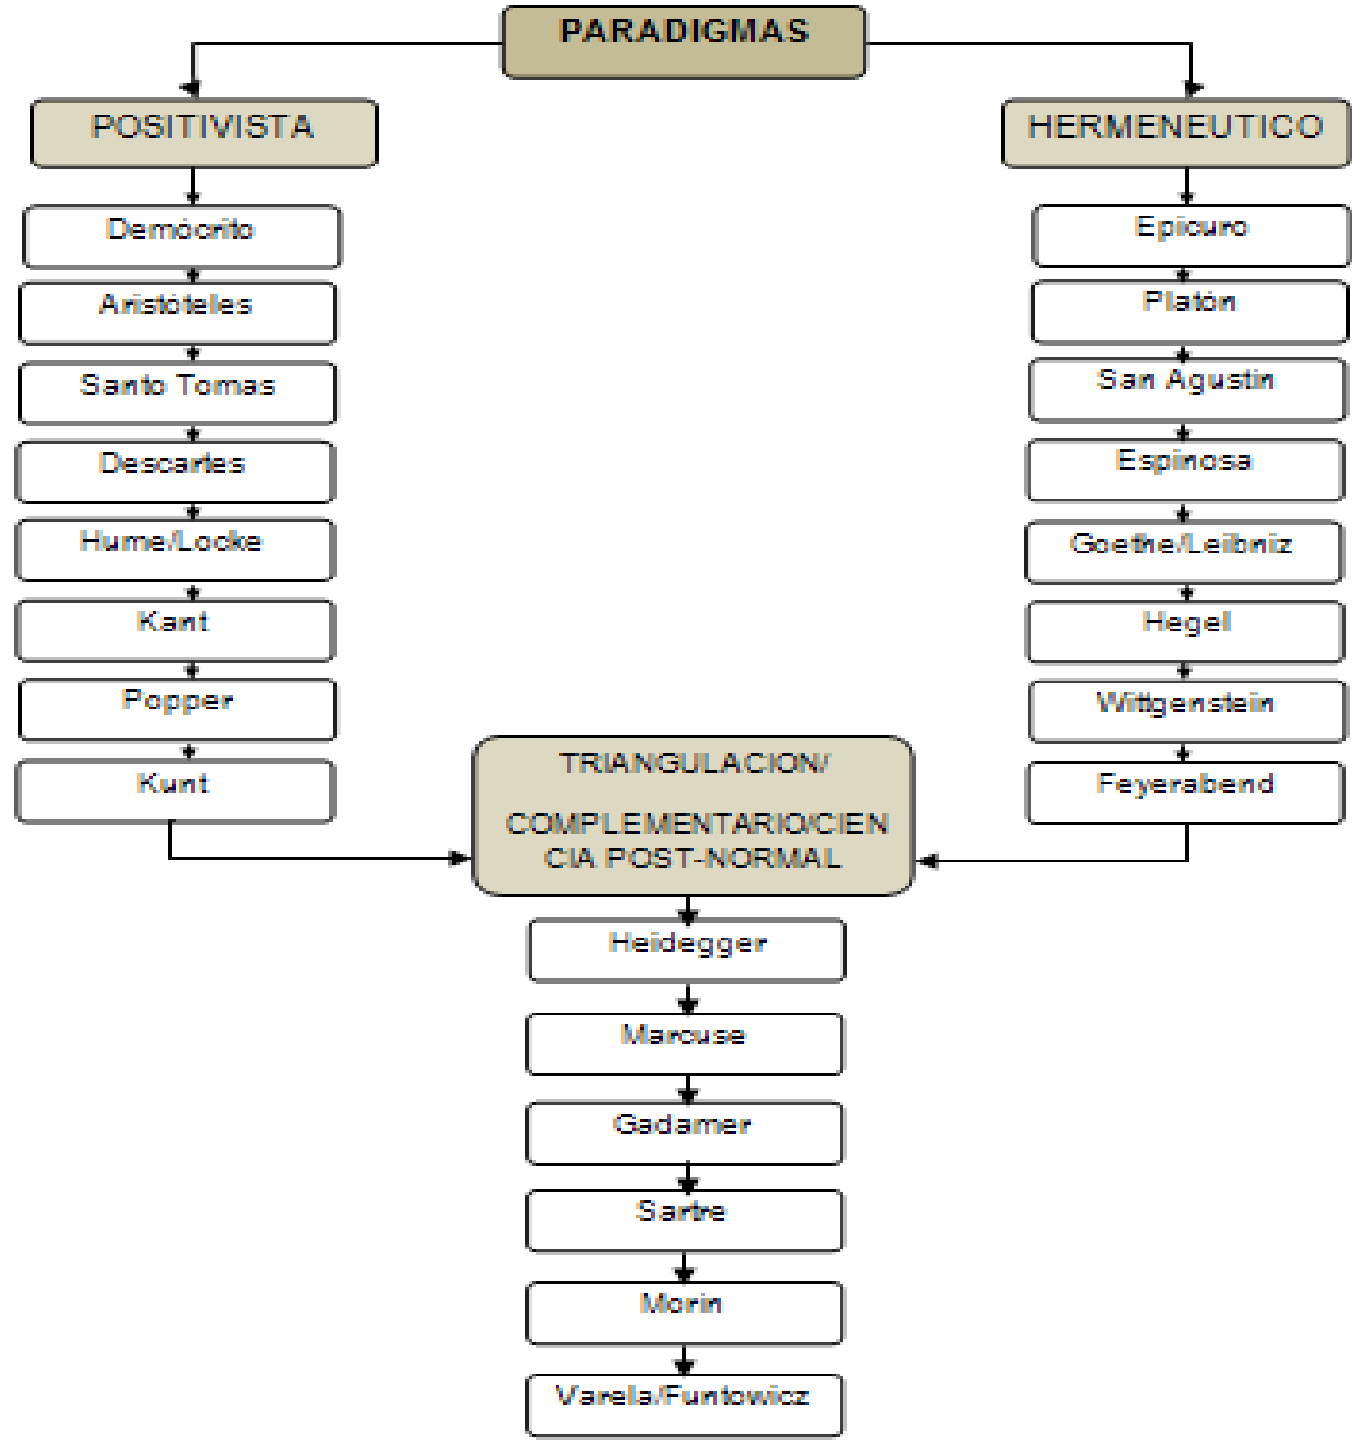 PARADIGMAS
POSITIVISTA
Demócrito
Aristóteles
Santo Tomas
Descartes
Hume/Locke
Kant
Popper
Kunt
HERMENEUTICO
Epicuro
Platón
San Agustin
Espinosa
Goethe/Leibniz
Hegel
Wittgenstein
Feyerabend
TRIANGULACION/
COMPLEMENTARIO/CIEN
CIA POST-NORMAL
Heidegger
Marcuse
Gadamer
Sartre
Morin
Varela/Funtowicz